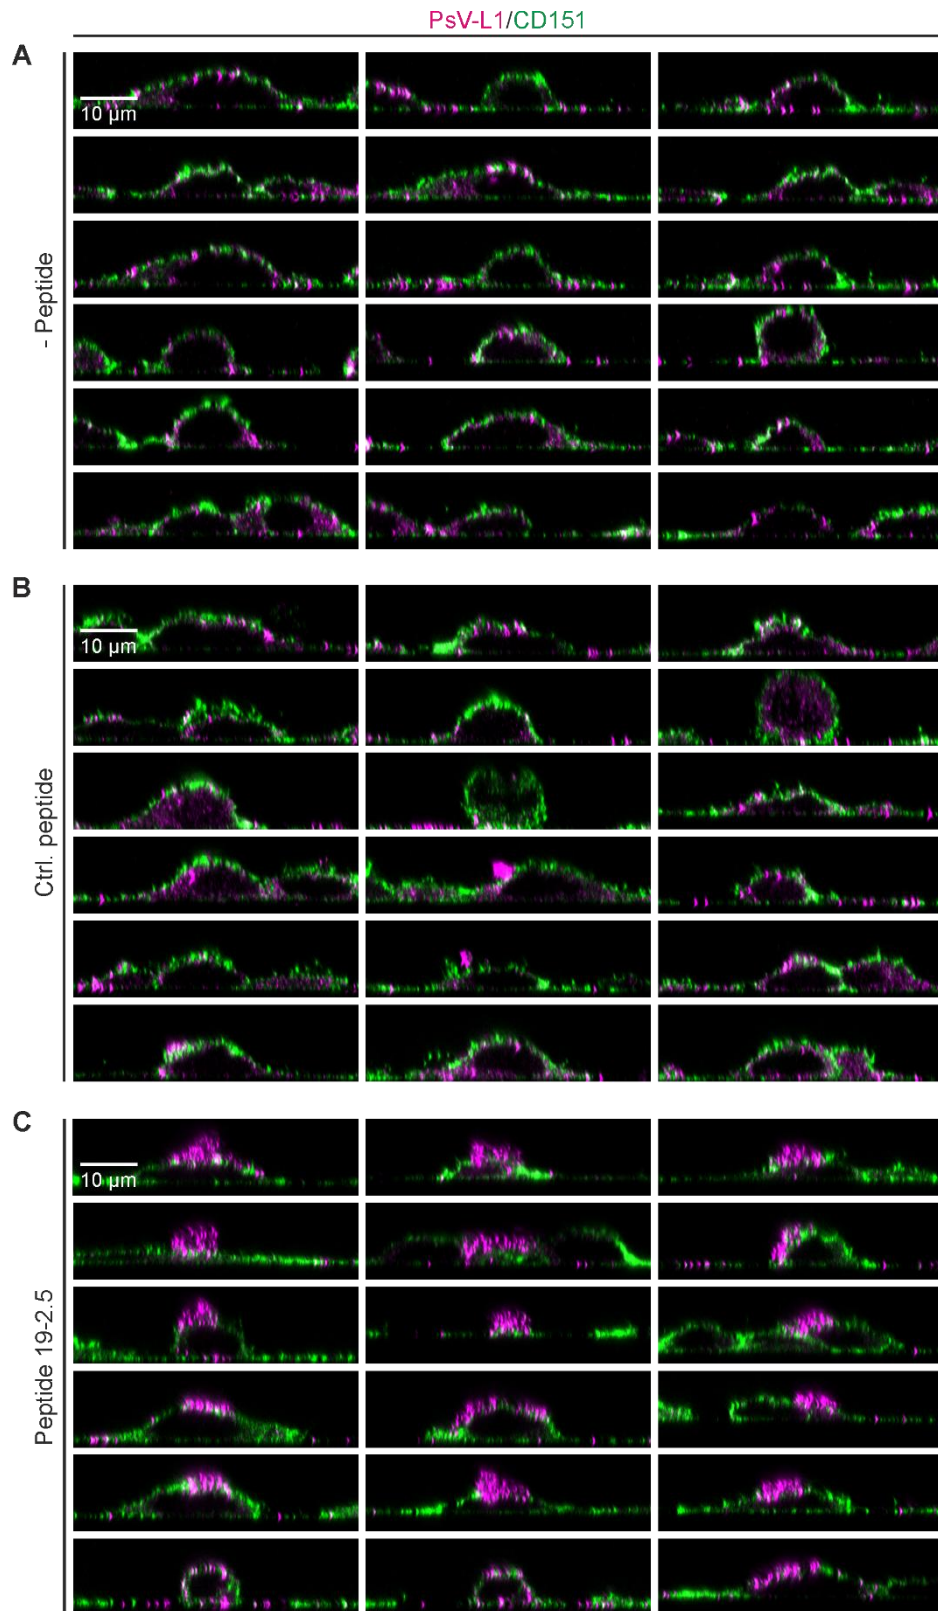 PsV-L1/CD151
A
- Peptide
10 µm
B
Ctrl. peptide
10 µm
C
Peptide 19-2.5
10 µm